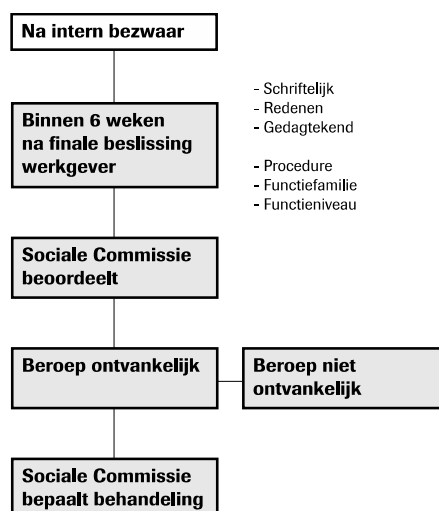 Na intern bezwaar
Binnen 6 weken
na finale beslissing
werkgever
- Schriftelijk
- Redenen
- Gedagtekend
- Procedure
- Functiefamilie
- Functieniveau
Sociale Commissie
beoordeelt
Beroep ontvankelijk
Beroep niet
ontvankelijk
Sociale Commissie
bepaalt behandeling